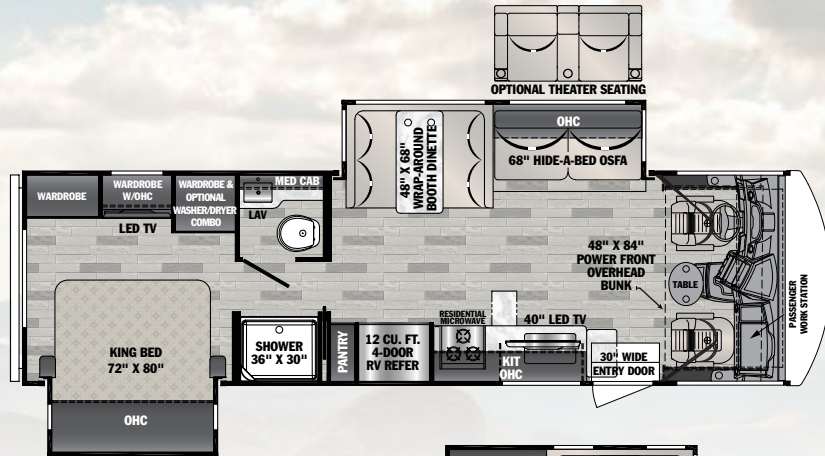 OPTIONAL THEATER SEATING
OHC
68" HIDE-A-BED OSFA
48" X 68"
WRAP-AROUND
BOOTH DINETTE
WARDROBE
WARDROBE
W/OHC
WARDROBE &
OPTIONAL
WASHER/DRYER
COMBO
MED CAB
LAV
LED TV
48" X 84"
POWER FRONT
OVERHEAD
BUNK
TABLE
PASSENGER
WORK STATION
KING BED
72" X 80"
OHC
SHOWER
36" X 30"
PANTRY
12 CU. FT.
4-DOOR
RV REFER
RESIDENTIAL
MICROWAVE
40" LED TV
KIT
OHC
30" WIDE
ENTRY DOOR